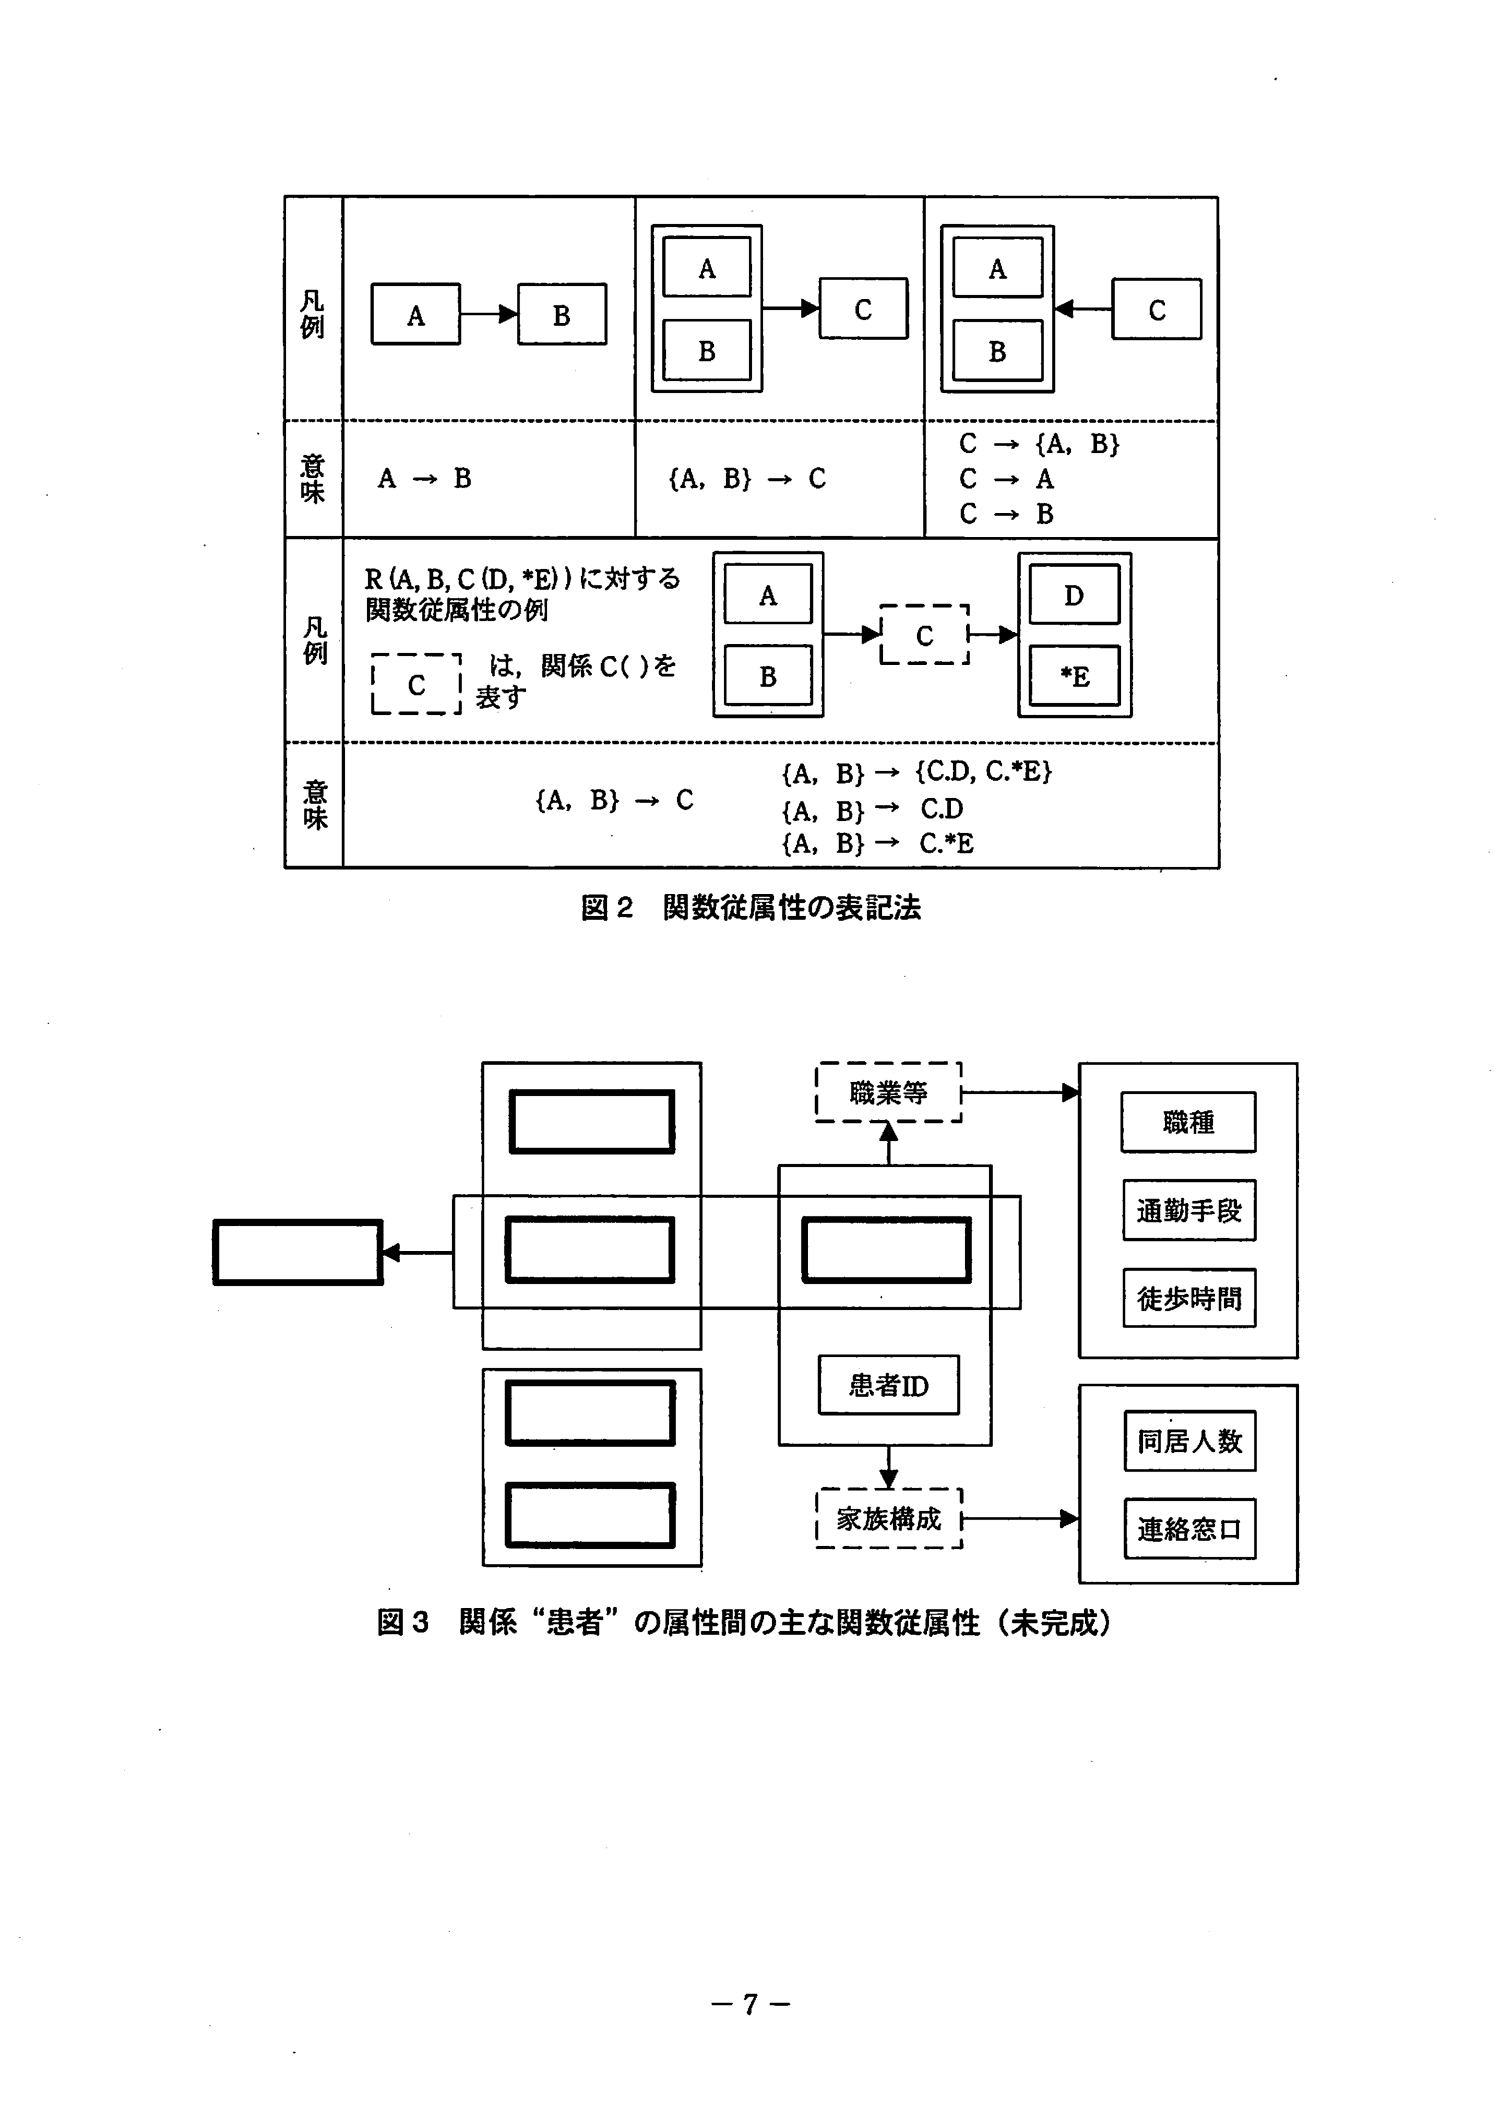 凡例
A
B
A
B
C
A
B
C
意味
A → B
{A, B} → C
C → {A, B}
C → A
C → B
凡例
R(A, B, C(D, *E))に対する
関数従属性の例
C
は，関係C( )を
表す
A
B
C
D
*E
意味
{A, B} → C
{A, B} → {C.D, C.*E}
{A, B} → C.D
{A, B} → C.*E
図2 関数従属性の表記法
職業等
職種
通勤手段
徒歩時間
患者ID
同居人数
家族構成
連絡窓口
図3 関係“患者”の属性間の主な関数従属性（未完成）
－7－